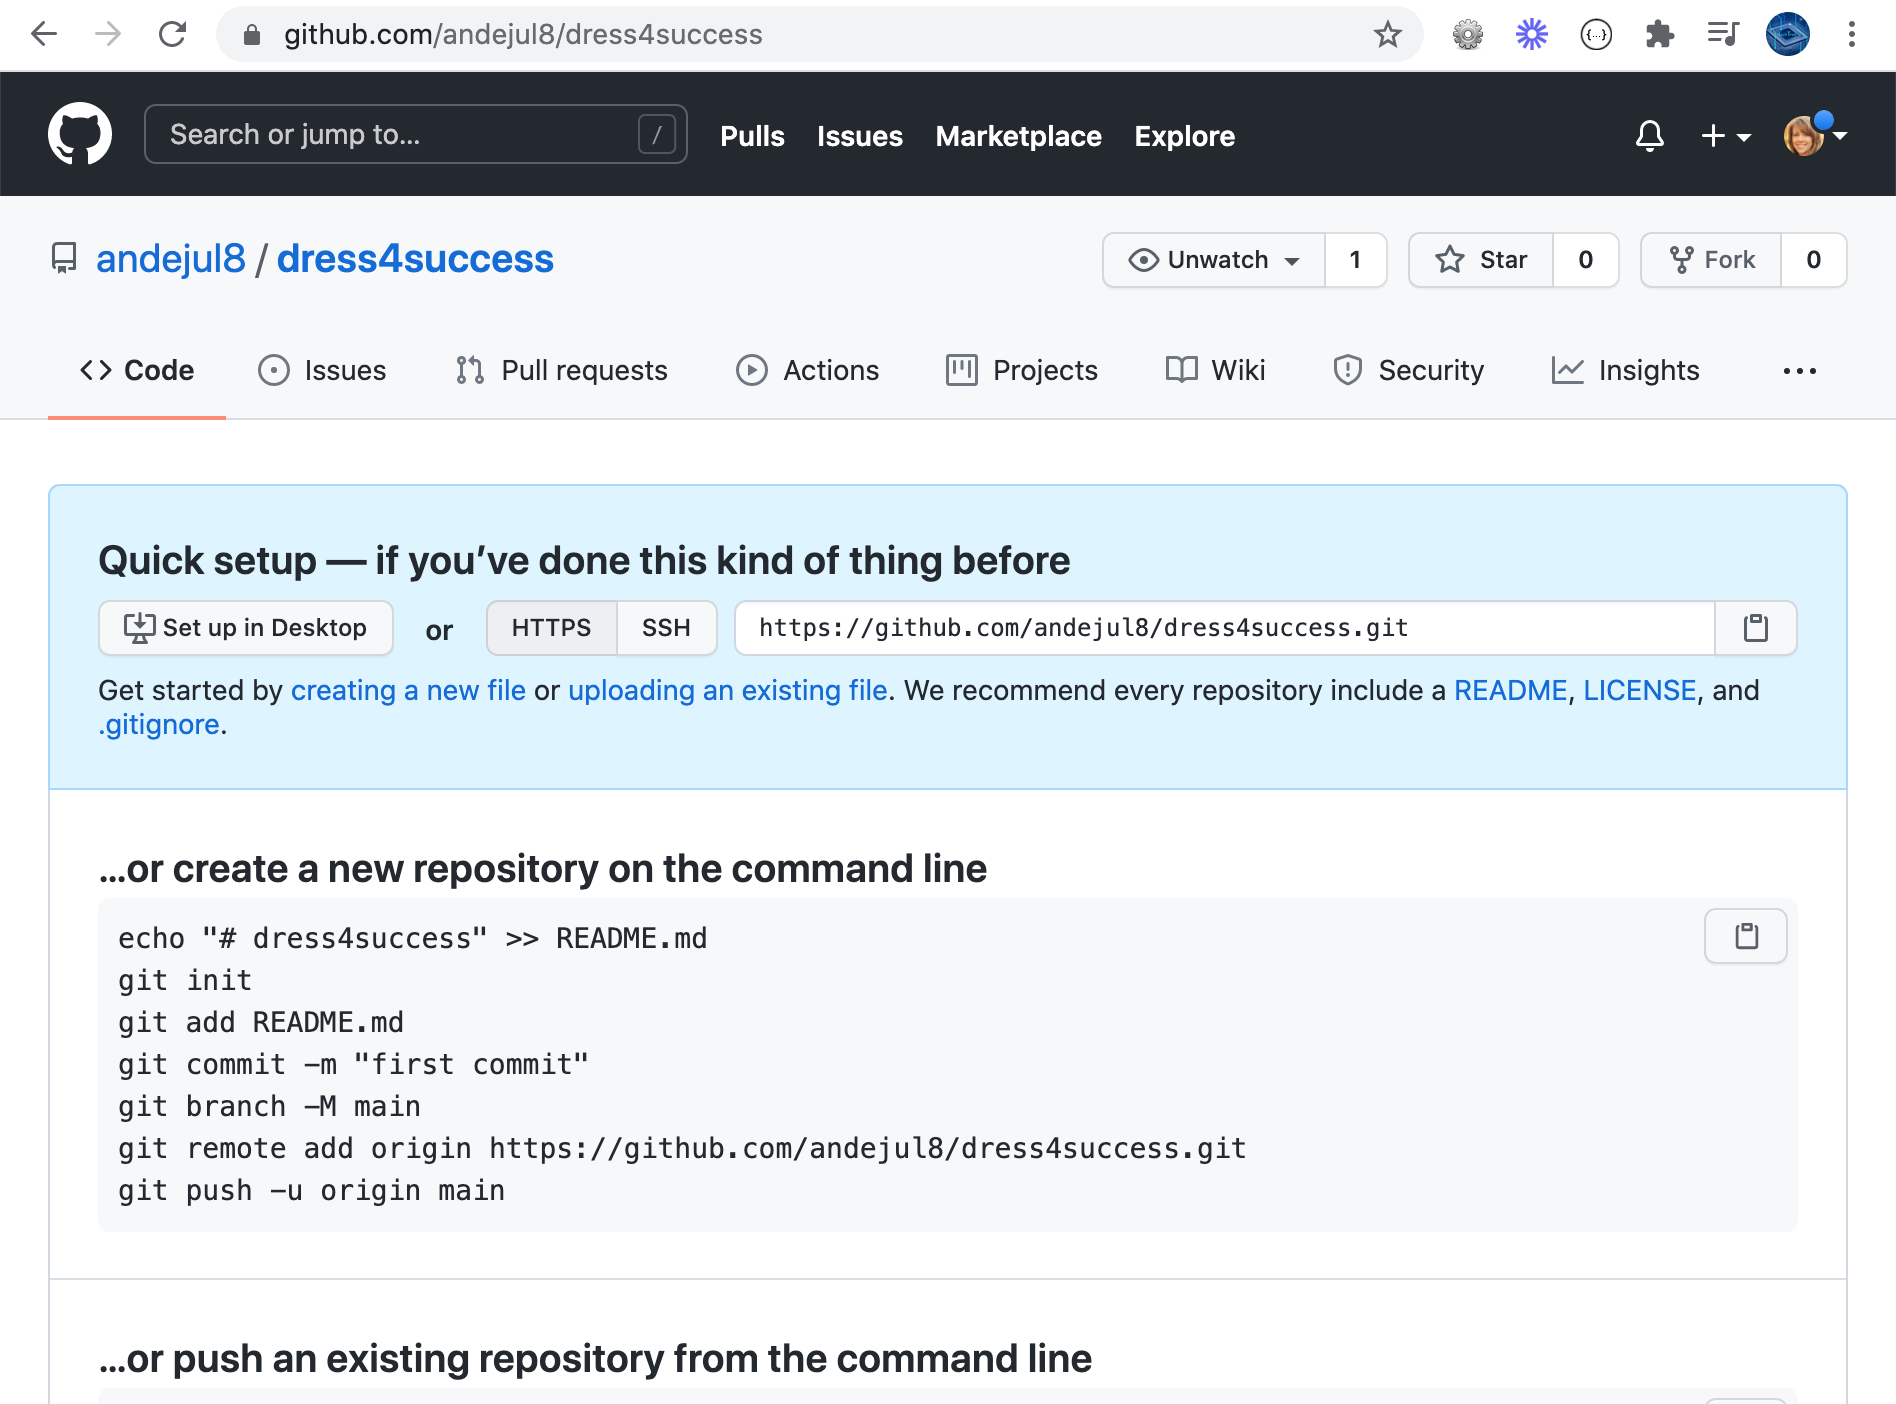 github.com/andejul8/dress4success
Search or jump to... /
Pulls Issues Marketplace Explore
andejul8 / dress4success
Unwatch 1 Star 0 Fork 0
Code Issues Pull requests Actions Projects Wiki Security Insights ...
Quick setup — if you’ve done this kind of thing before
Set up in Desktop or HTTPS SSH https://github.com/andejul8/dress4success.git
Get started by creating a new file or uploading an existing file. We recommend every repository include a README, LICENSE, and
.gitignore.
…or create a new repository on the command line
echo "# dress4success" >> README.md
git init
git add README.md
git commit -m "first commit"
git branch -M main
git remote add origin https://github.com/andejul8/dress4success.git
git push -u origin main
…or push an existing repository from the command line